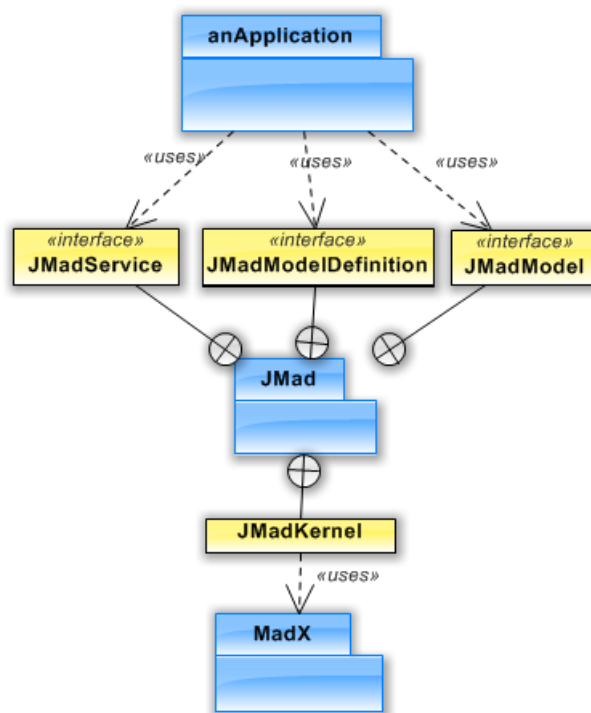 anApplication
«uses»
«uses»
«uses»
«interface»
JMadService
«interface»
JMadModelDefinition
«interface»
JMadModel
JMad
JMadKernel
«uses»
MadX